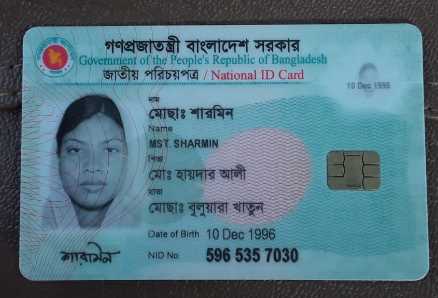 গণপ্রজাতন্ত্রী বাংলাদেশ সরকার
Government of the People's Republic of Bangladesh
জাতীয় পরিচয়পত্র / National ID Card
10 Dec 1996
নাম
মোছাঃ শারমিন
Name
MST. SHARMIN
পিতা
মোঃ হায়দার আলী
মাতা
মোছাঃ বুলুয়ারা খাতুন
Date of Birth 10 Dec 1996
শারমিন
NID No. 596 535 7030